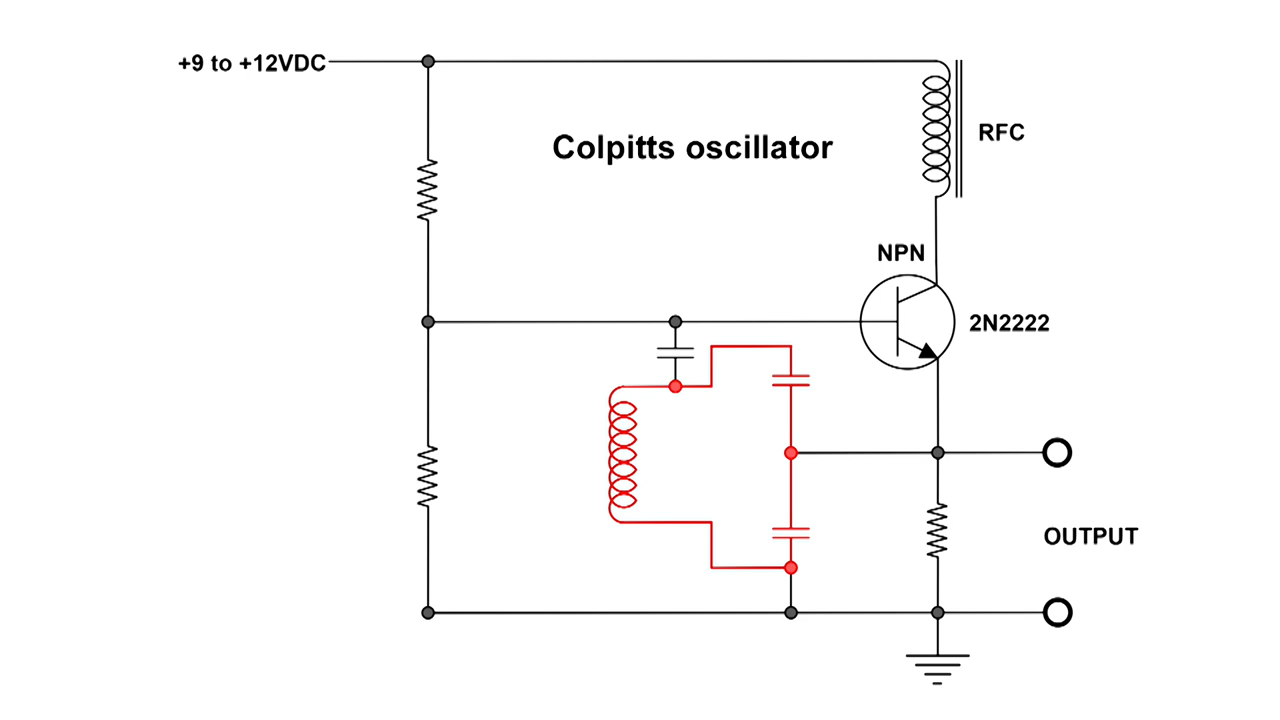 +9 to +12VDC
Colpitts oscillator
RFC
NPN
2N2222
OUTPUT